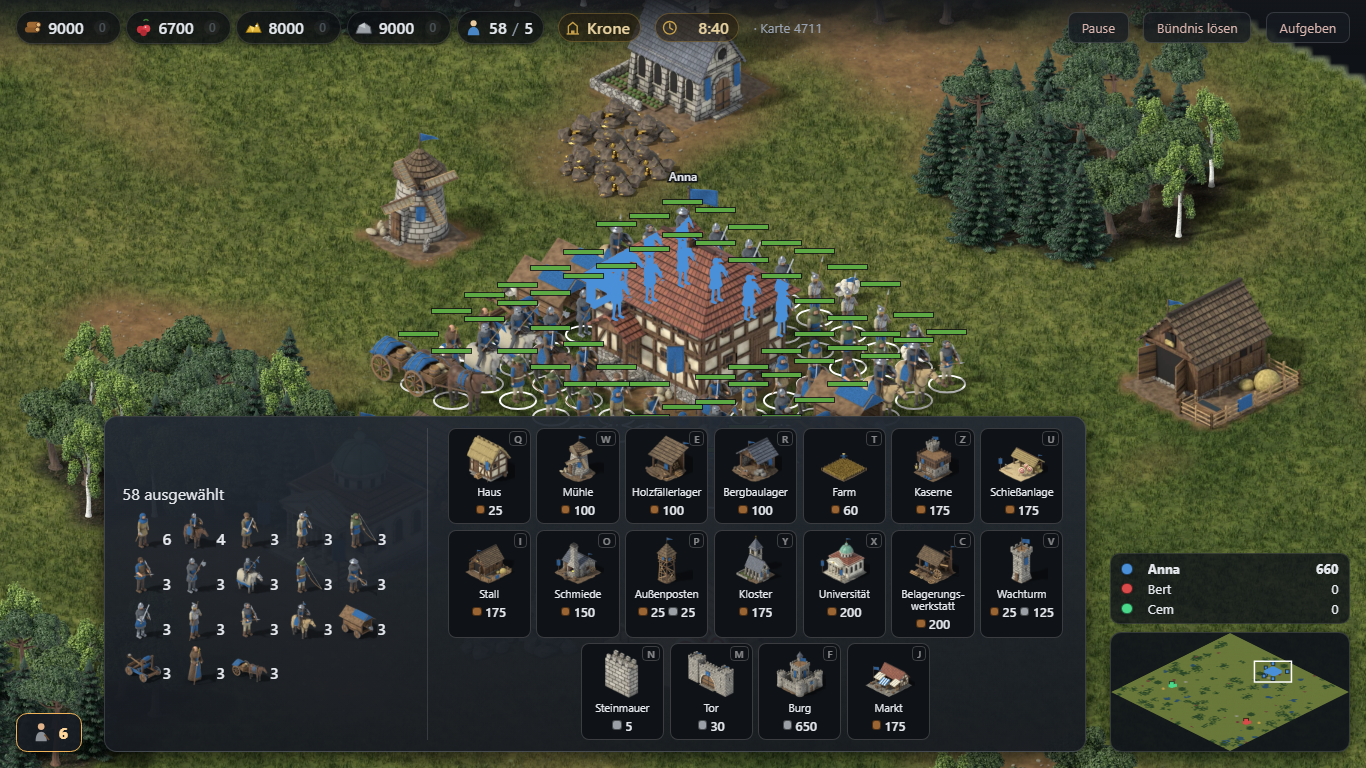 9000 0 6700 0 8000 0 9000 0 58 / 5 Krone 8:40 · Karte 4711 Pause Bündnis lösen Aufgeben
Anna
58 ausgewählt
6 4 3 3 3
3 3 3 3 3
3 3 3 3 3
3 3 3
Q W E R T Z U
Haus Mühle Holzfällerlager Bergbaulager Farm Kaserne Schießanlage
25 100 100 100 60 175 175
I O P Y X C V
Stall Schmiede Außenposten Kloster Universität Belagerungs-
werkstatt Wachturm
175 150 25 25 175 200 200 25 125
N M F J
Steinmauer Tor Burg Markt
5 30 650 175
Anna 660
Bert 0
Cem 0
6